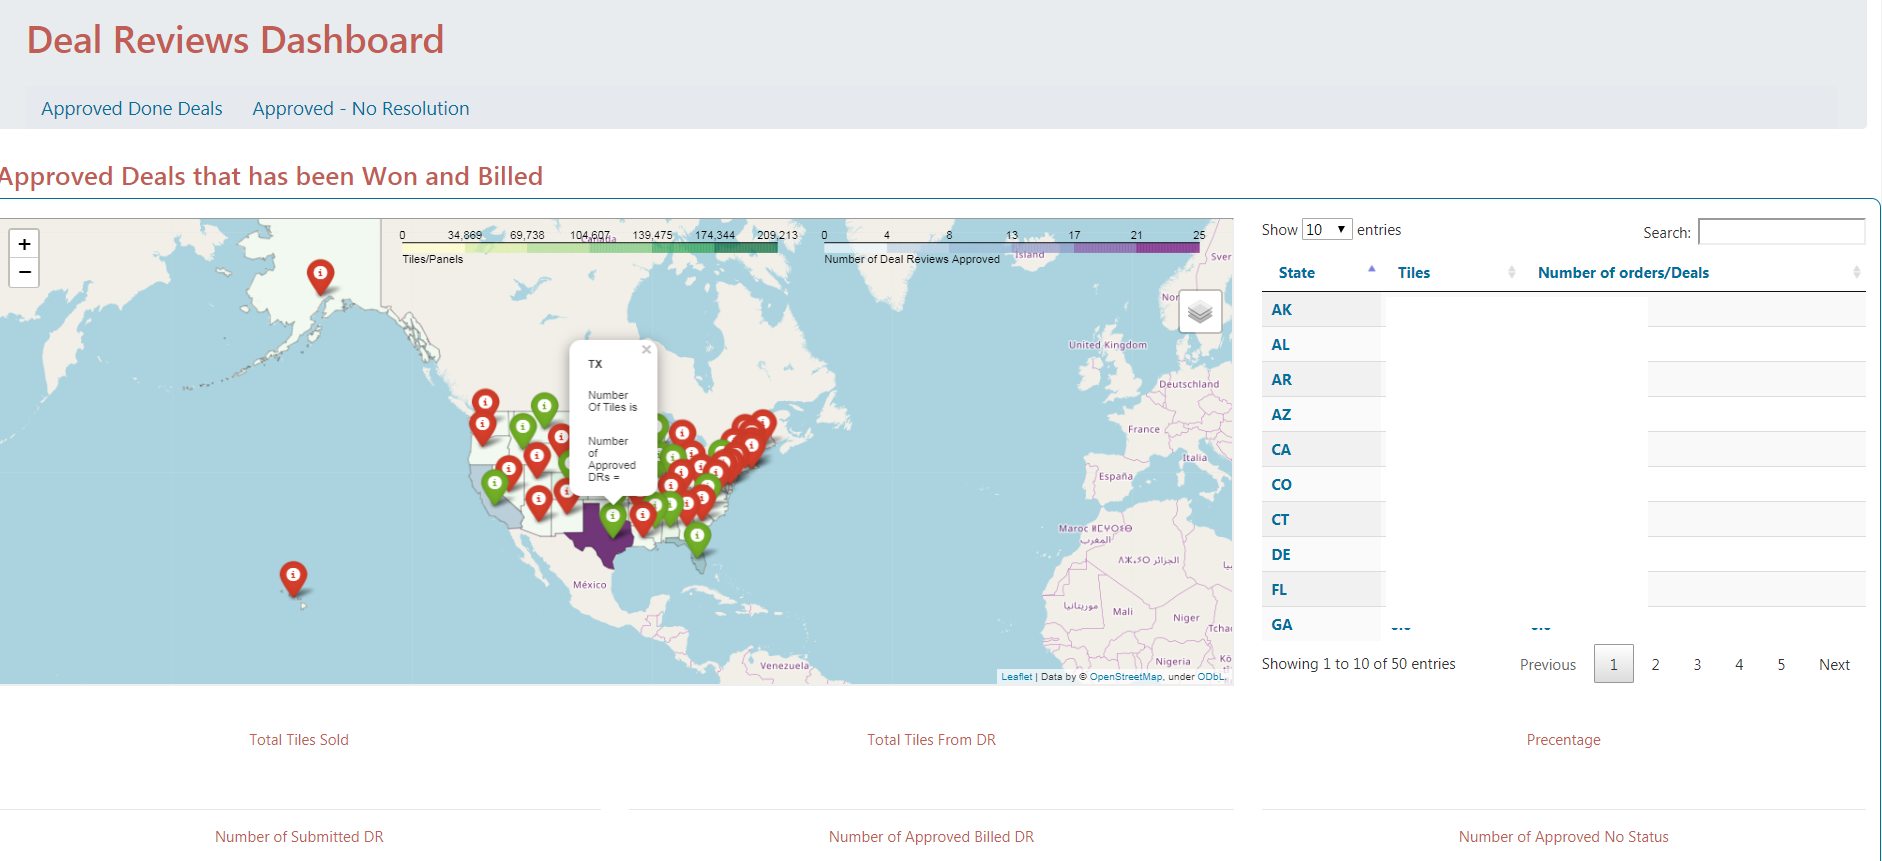 Deal Reviews Dashboard
Approved Done Deals
Approved - No Resolution
Approved Deals that has been Won and Billed
+
−
0 34,869 69,738 104,607 139,475 174,344 209,213
Tiles/Panels
0 4 8 13 17 21 25
Number of Deal Reviews Approved
Canada
Island
United Kingdom
Deutschland
France
Italia
España
Maroc ⵍⵎⵖⵔⵉⴱ
المغرب
الجزائر
موريتانيا
Mali
Niger
Nigeria
México
Venezuela
×
TX
Number
Of Tiles is
Number
of
Approved
DRs =
Leaflet | Data by © OpenStreetMap, under ODbL.
Show 10 entries
Search:
State Tiles Number of orders/Deals
AK
AL
AR
AZ
CA
CO
CT
DE
FL
GA
Showing 1 to 10 of 50 entries
Previous 1 2 3 4 5 Next
Total Tiles Sold
Total Tiles From DR
Precentage
Number of Submitted DR
Number of Approved Billed DR
Number of Approved No Status